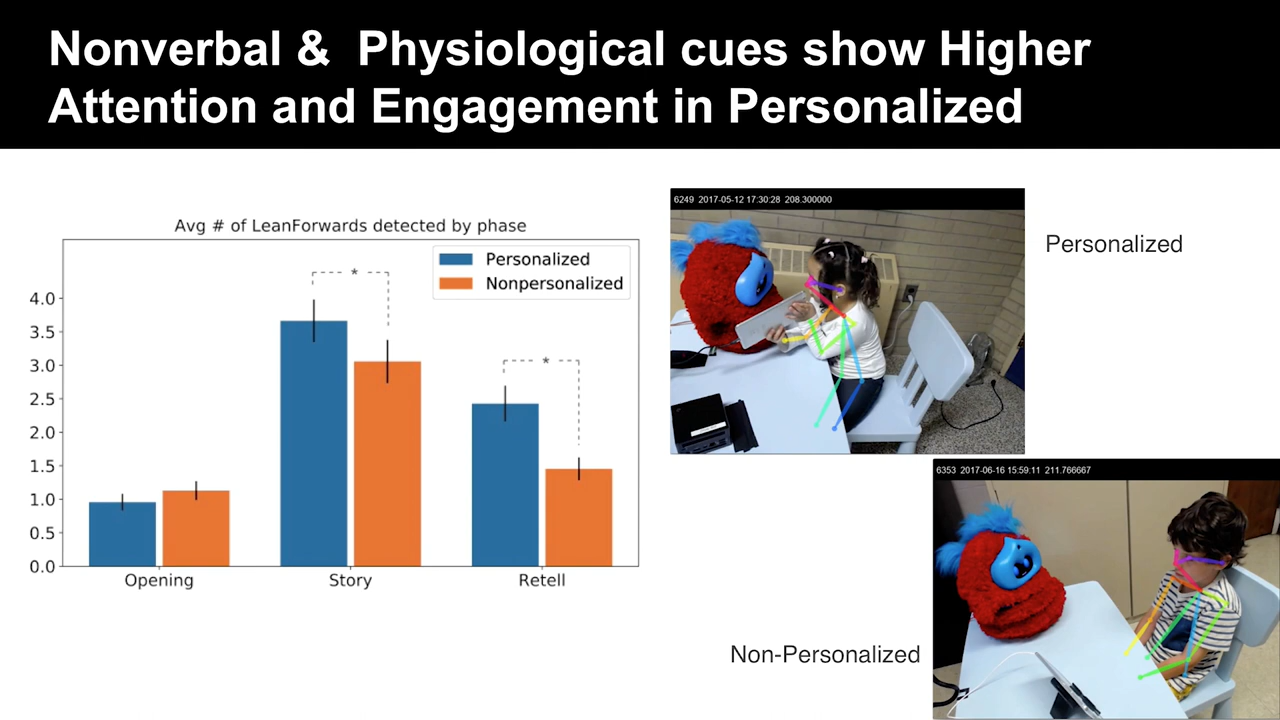 Nonverbal &  Physiological cues show Higher
Attention and Engagement in Personalized
Avg # of LeanForwards detected by phase
Personalized
Nonpersonalized
*
*
4.0
3.5
3.0
2.5
2.0
1.5
1.0
0.5
0.0
Opening
Story
Retell
6249  2017-05-12 17:30:28  208.300000
Personalized
6353  2017-06-16 15:59:11  211.766667
Non-Personalized